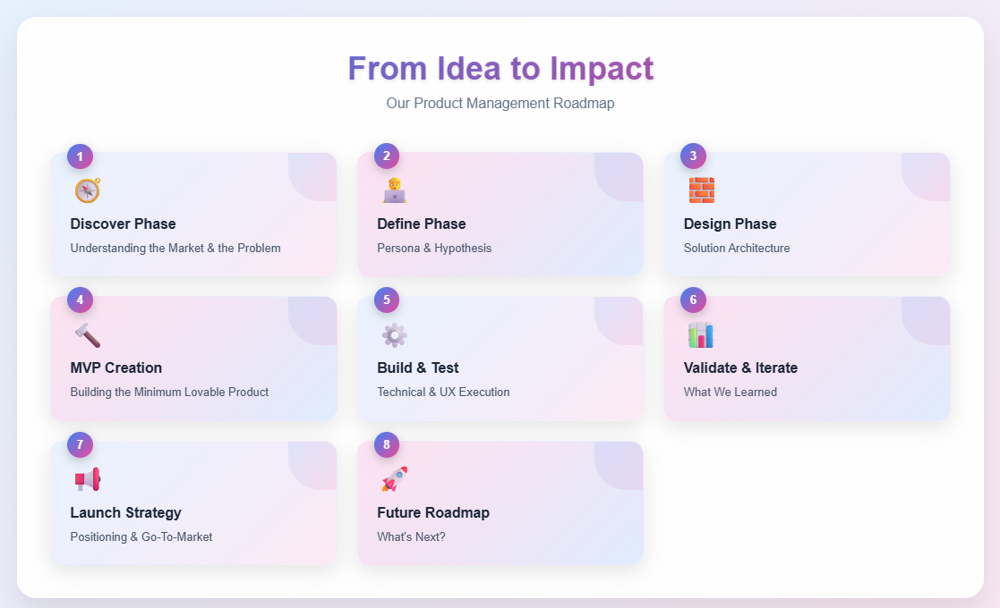 From Idea to Impact
Our Product Management Roadmap
1
Discover Phase
Understanding the Market & the Problem
2
Define Phase
Persona & Hypothesis
3
Design Phase
Solution Architecture
4
MVP Creation
Building the Minimum Lovable Product
5
Build & Test
Technical & UX Execution
6
Validate & Iterate
What We Learned
7
Launch Strategy
Positioning & Go-To-Market
8
Future Roadmap
What's Next?